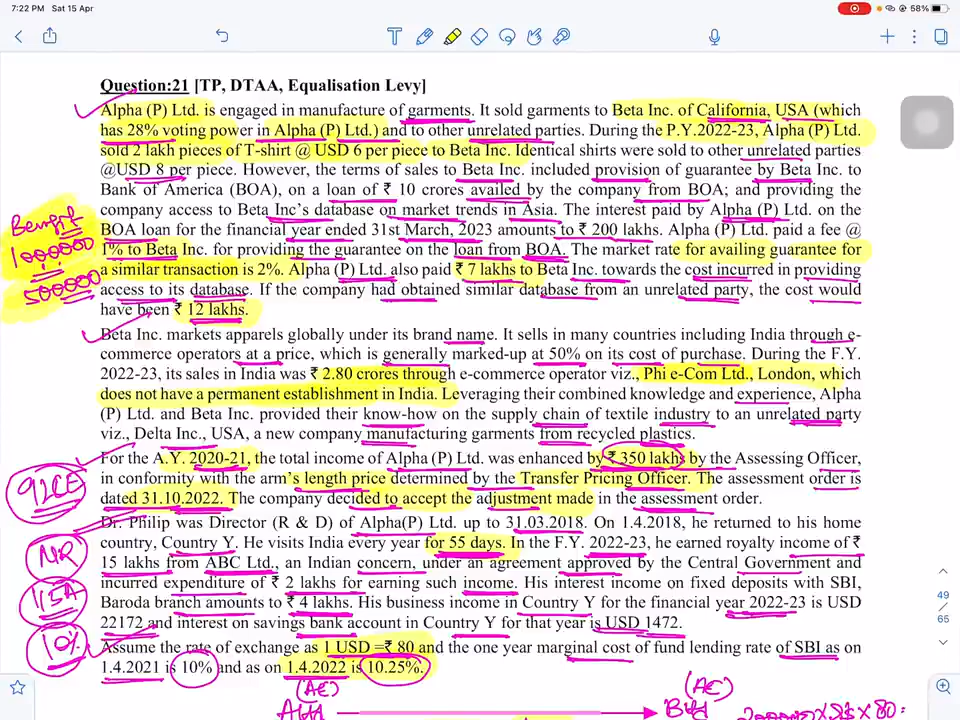 7:22 PM Sat 15 Apr
58%
Question:21 [TP, DTAA, Equalisation Levy]
Alpha (P) Ltd. is engaged in manufacture of garments. It sold garments to Beta Inc. of California, USA (which
has 28% voting power in Alpha (P) Ltd.) and to other unrelated parties. During the P.Y.2022-23, Alpha (P) Ltd.
sold 2 lakh pieces of T-shirt @ USD 6 per piece to Beta Inc. Identical shirts were sold to other unrelated parties
@USD 8 per piece. However, the terms of sales to Beta Inc. included provision of guarantee by Beta Inc. to
Bank of America (BOA), on a loan of ₹ 10 crores availed by the company from BOA; and providing the
company access to Beta Inc's database on market trends in Asia. The interest paid by Alpha (P) Ltd. on the
BOA loan for the financial year ended 31st March, 2023 amounts to ₹ 200 lakhs. Alpha (P) Ltd. paid a fee @
1% to Beta Inc. for providing the guarantee on the loan from BOA. The market rate for availing guarantee for
a similar transaction is 2%. Alpha (P) Ltd. also paid ₹ 7 lakhs to Beta Inc. towards the cost incurred in providing
access to its database. If the company had obtained similar database from an unrelated party, the cost would
have been ₹ 12 lakhs.
Benefit
1000000
500000
Beta Inc. markets apparels globally under its brand name. It sells in many countries including India through e-
commerce operators at a price, which is generally marked-up at 50% on its cost of purchase. During the F.Y.
2022-23, its sales in India was ₹ 2.80 crores through e-commerce operator viz., Phi e-Com Ltd., London, which
does not have a permanent establishment in India. Leveraging their combined knowledge and experience, Alpha
(P) Ltd. and Beta Inc. provided their know-how on the supply chain of textile industry to an unrelated party
viz., Delta Inc., USA, a new company manufacturing garments from recycled plastics.
For the A.Y. 2020-21, the total income of Alpha (P) Ltd. was enhanced by ₹ 350 lakhs by the Assessing Officer,
in conformity with the arm's length price determined by the Transfer Pricing Officer. The assessment order is
dated 31.10.2022. The company decided to accept the adjustment made in the assessment order.
92CE
Dr. Philip was Director (R & D) of Alpha(P) Ltd. up to 31.03.2018. On 1.4.2018, he returned to his home
country, Country Y. He visits India every year for 55 days. In the F.Y. 2022-23, he earned royalty income of ₹
15 lakhs from ABC Ltd., an Indian concern, under an agreement approved by the Central Government and
incurred expenditure of ₹ 2 lakhs for earning such income. His interest income on fixed deposits with SBI,
Baroda branch amounts to ₹ 4 lakhs. His business income in Country Y for the financial year 2022-23 is USD
22172 and interest on savings bank account in Country Y for that year is USD 1472.
NR
115A
10%
Assume the rate of exchange as 1 USD =₹ 80 and the one year marginal cost of fund lending rate of SBI as on
1.4.2021 is 10% and as on 1.4.2022 is 10.25%.
49
/
65
(AE)
(AE)